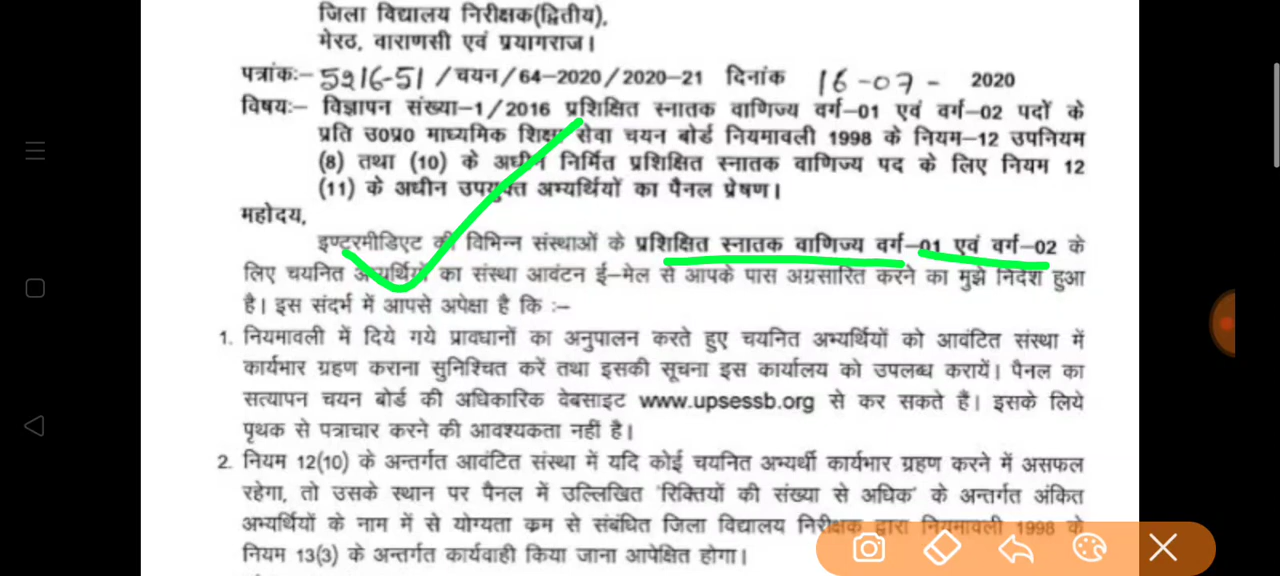 जिला विद्यालय निरीक्षक(द्वितीय),
मेरठ, वाराणसी एवं प्रयागराज।
पत्रांकः– 5216-51 /चयन/64–2020/2020–21 दिनांक 16-07- 2020
विषयः– विज्ञापन संख्या–1/2016 प्रशिक्षित स्नातक वाणिज्य वर्ग–01 एवं वर्ग–02 पदों के
प्रति उ०प्र० माध्यमिक शिक्षा सेवा चयन बोर्ड नियमावली 1998 के नियम–12 उपनियम
(8) तथा (10) के अधीन निर्मित प्रशिक्षित स्नातक वाणिज्य पद के लिए नियम 12
(11) के अधीन उपयुक्त अभ्यर्थियों का पैनल प्रेषण।
महोदय,
इण्टरमीडिएट की विभिन्न संस्थाओं के प्रशिक्षित स्नातक वाणिज्य वर्ग–01 एवं वर्ग–02 के
लिए चयनित अभ्यर्थियों का संस्था आवंटन ई–मेल से आपके पास अग्रसारित करने का मुझे निदेश हुआ
है। इस संदर्भ में आपसे अपेक्षा है कि :–
1. नियमावली में दिये गये प्रावधानों का अनुपालन करते हुए चयनित अभ्यर्थियों को आवंटित संस्था में
कार्यभार ग्रहण कराना सुनिश्चित करें तथा इसकी सूचना इस कार्यालय को उपलब्ध करायें। पैनल का
सत्यापन चयन बोर्ड की अधिकारिक वेबसाइट www.upsessb.org से कर सकते हैं। इसके लिये
पृथक से पत्राचार करने की आवश्यकता नहीं है।
2. नियम 12(10) के अन्तर्गत आवंटित संस्था में यदि कोई चयनित अभ्यर्थी कार्यभार ग्रहण करने में असफल
रहेगा, तो उसके स्थान पर पैनल में उल्लिखित 'रिक्तियों की संख्या से अधिक' के अन्तर्गत अंकित
अभ्यर्थियों के नाम में से योग्यता क्रम से संबंधित जिला विद्यालय निरीक्षक द्वारा नियमावली 1998 के
नियम 13(3) के अन्तर्गत कार्यवाही किया जाना आपेक्षित होगा।